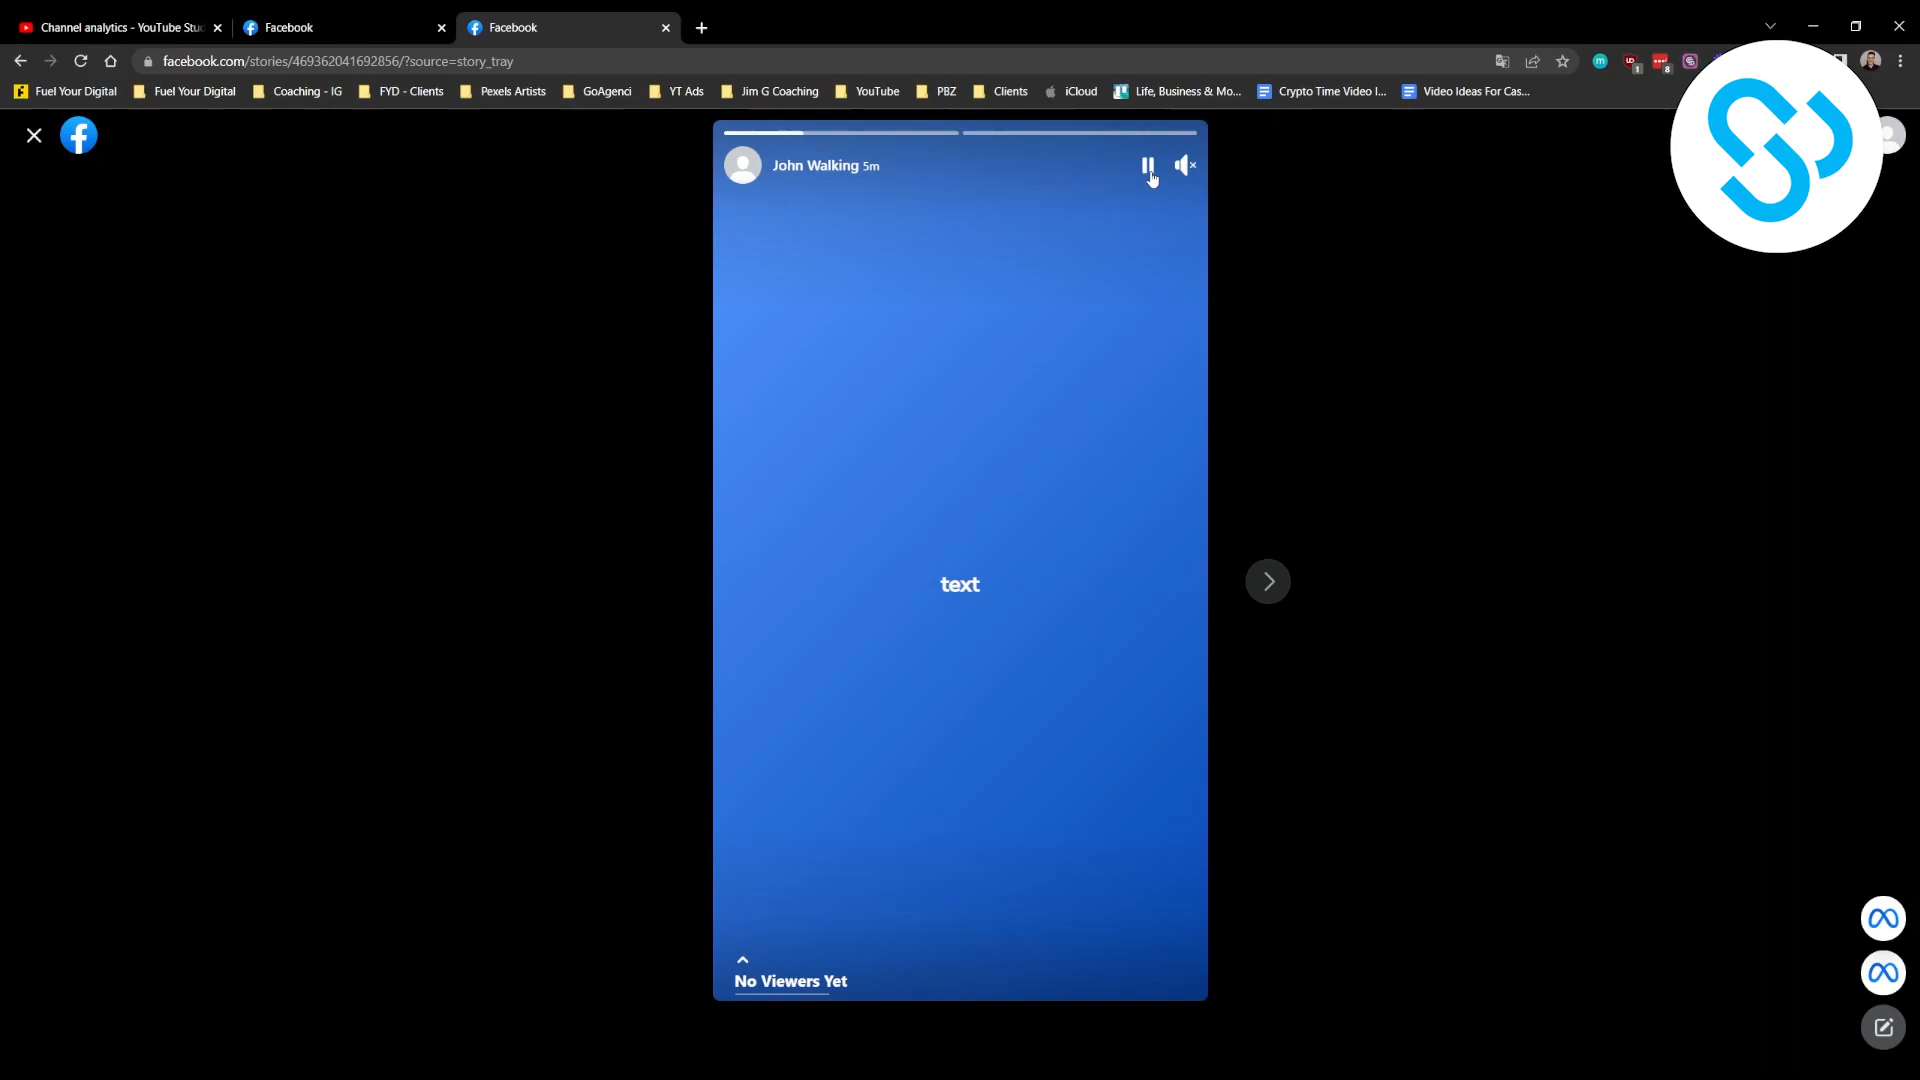 Channel analytics - YouTube Stu
Facebook
Facebook
facebook.com/stories/469362041692856/?source=story_tray
1
8
Fuel Your Digital
Fuel Your Digital
Coaching - IG
FYD - Clients
Pexels Artists
GoAgenci
YT Ads
Jim G Coaching
YouTube
PBZ
Clients
iCloud
Life, Business & Mo...
Crypto Time Video I...
Video Ideas For Cas...
John Walking 5m
text
No Viewers Yet